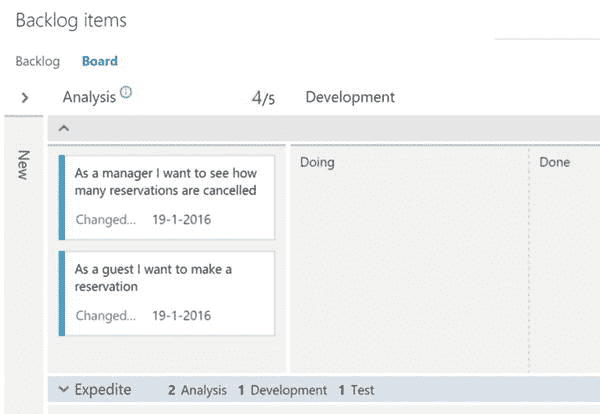 Backlog items
Backlog Board
Analysis 4/5 Development
New
As a manager I want to see how
many reservations are cancelled
Changed... 19-1-2016
As a guest I want to make a
reservation
Changed... 19-1-2016
Doing
Done
Expedite 2 Analysis 1 Development 1 Test